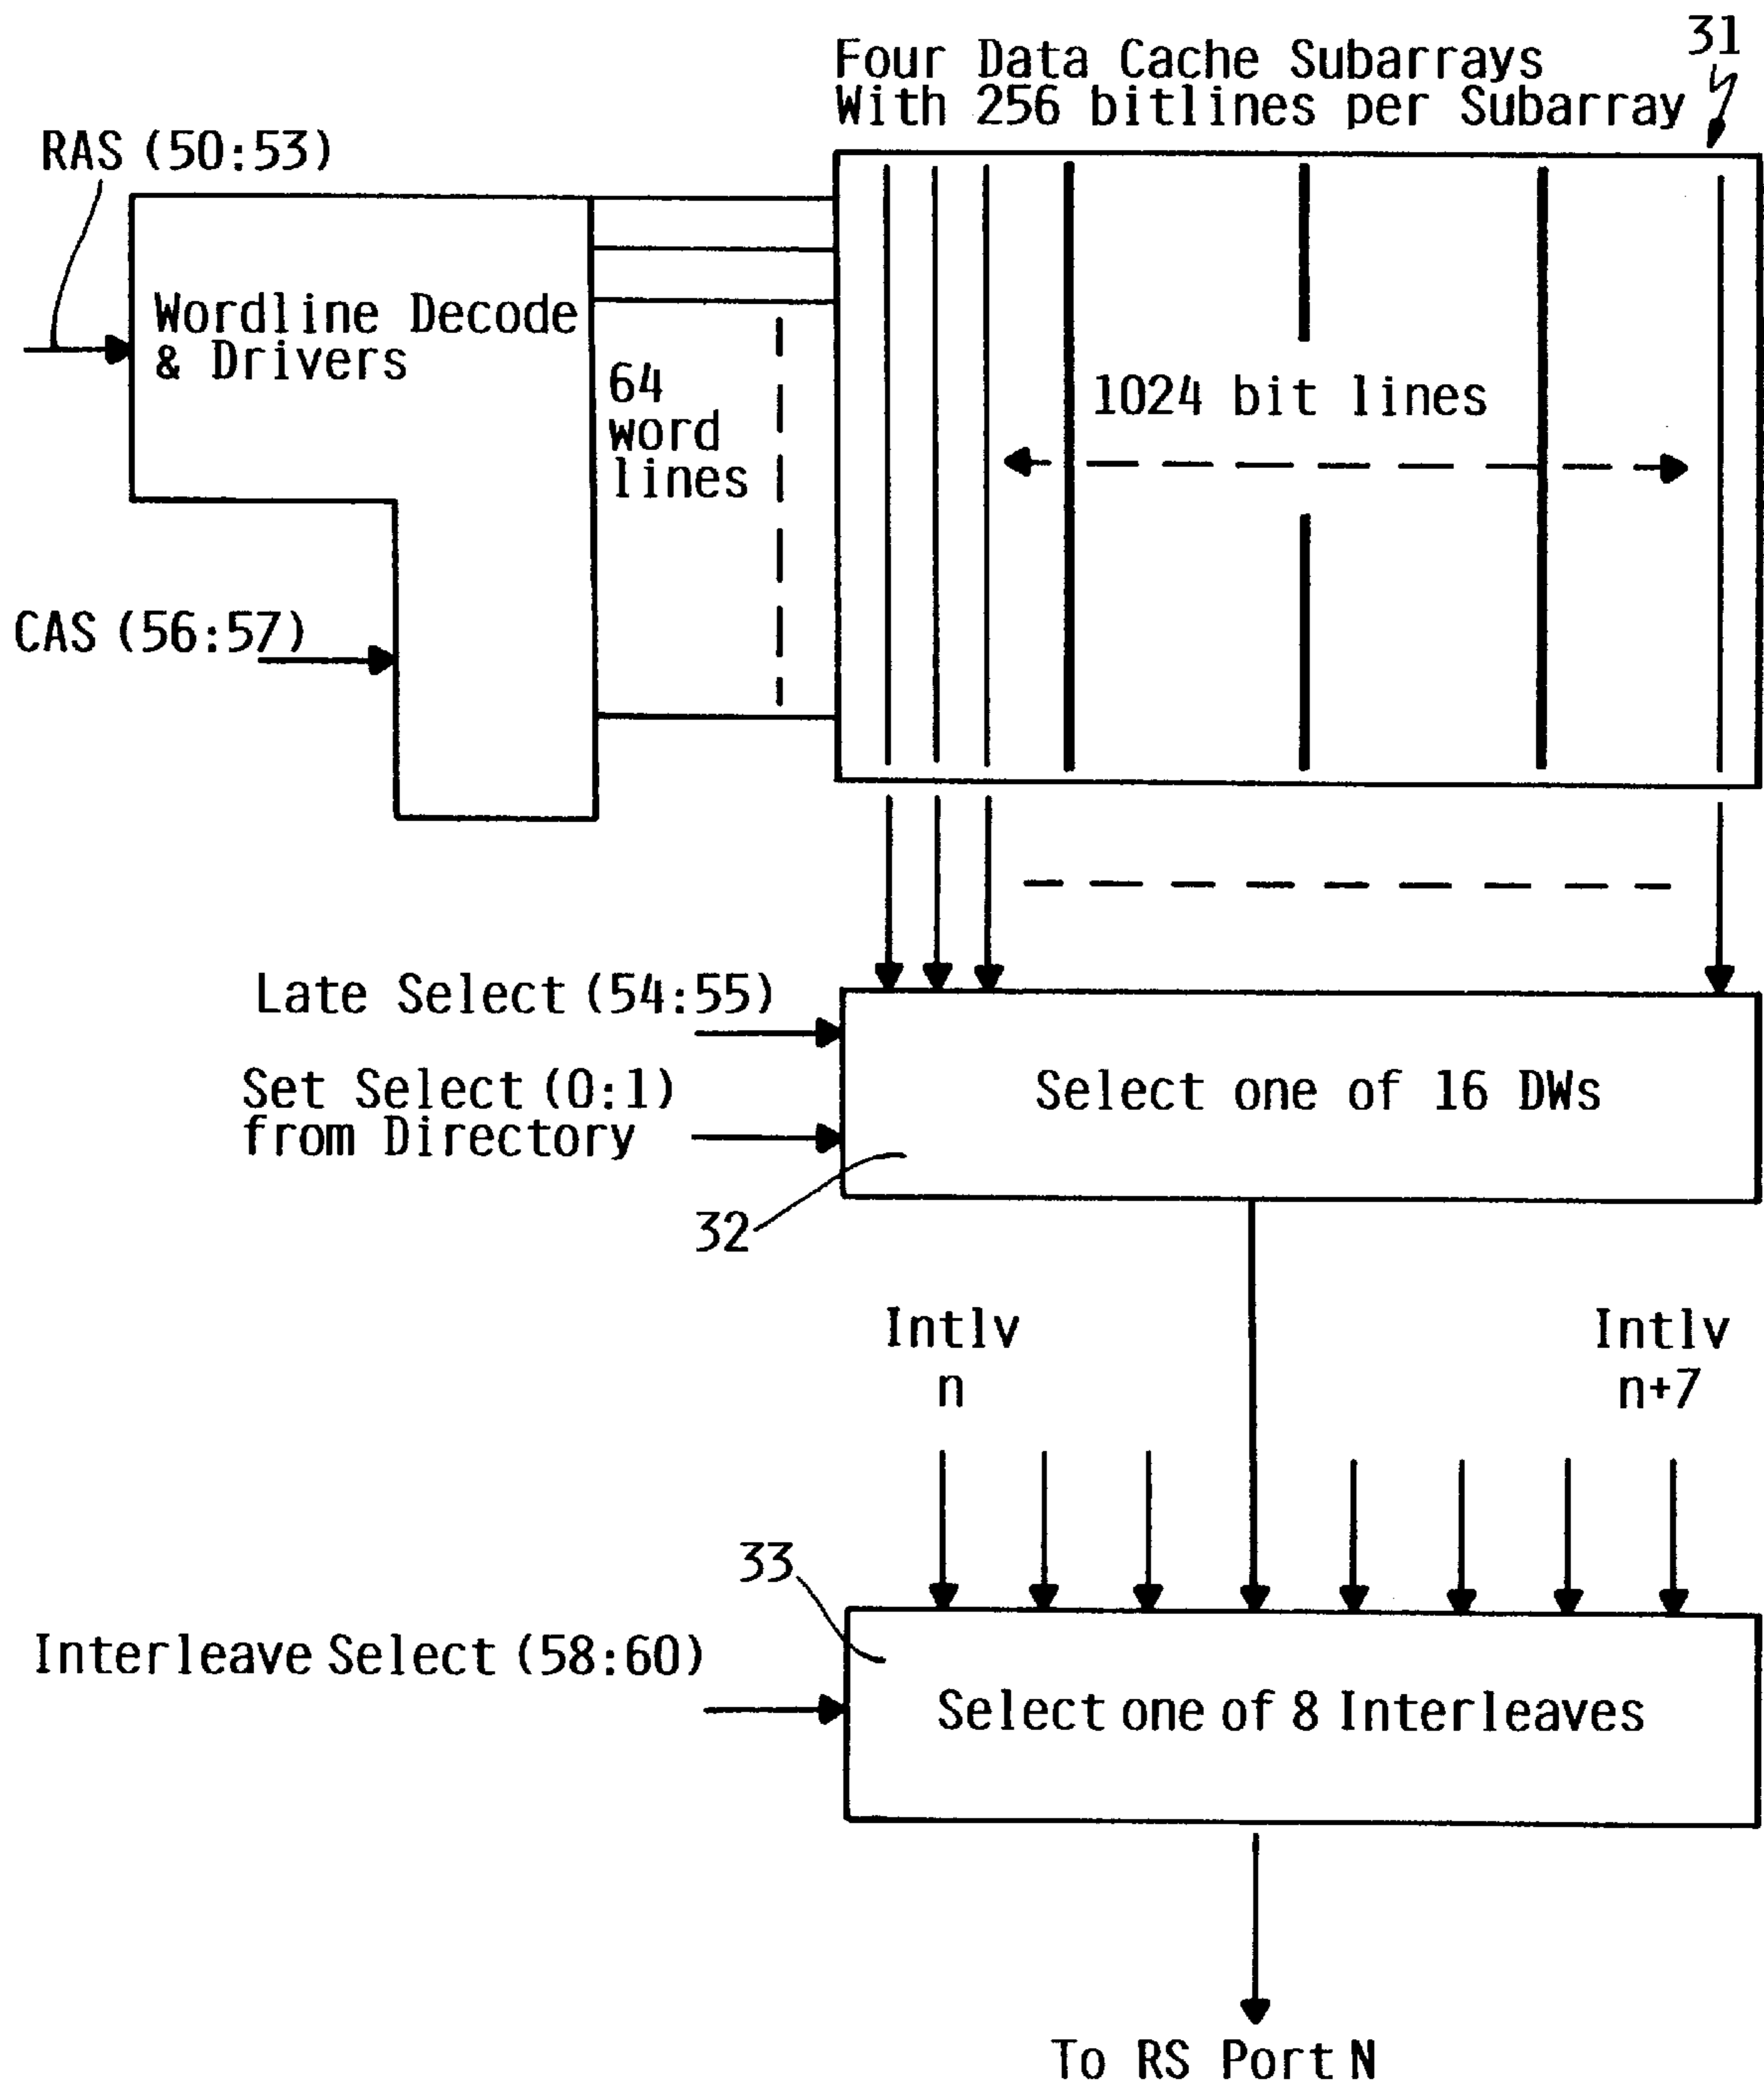 31
Four Data Cache Subarrays
With 256 bitlines per Subarray
RAS (50:53)
Wordline Decode
& Drivers
64
word
lines
1024 bit lines
CAS (56:57)
Late Select (54:55)
Set Select (0:1)
from Directory
Select one of 16 DWs
32
Intlv
n
Intlv
n+7
33
Interleave Select (58:60)
Select one of 8 Interleaves
To RS Port N